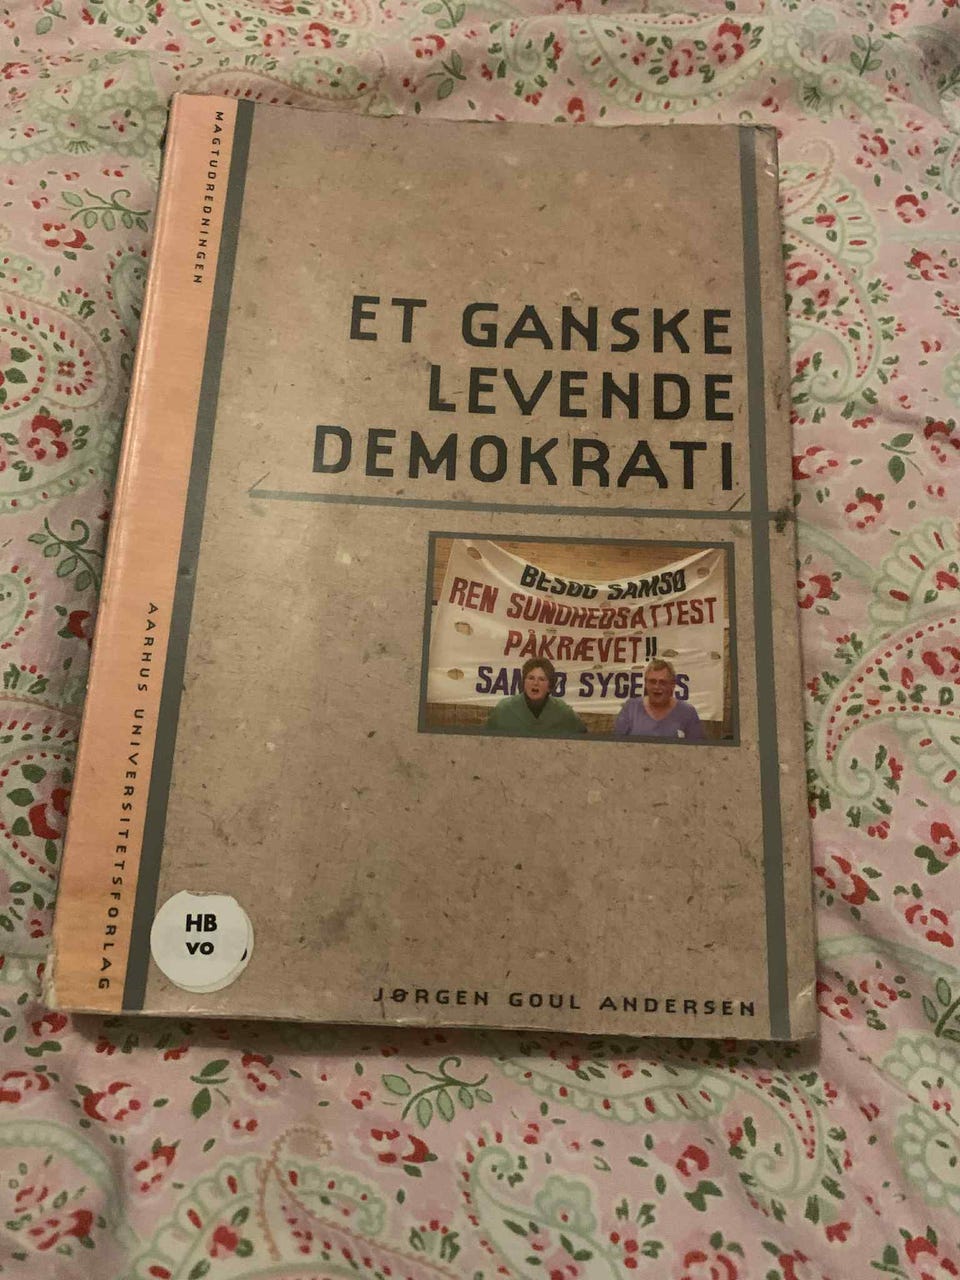 MAGTUDREDNINGEN
ET GANSKE
LEVENDE
DEMOKRATI
BESØG SAMSØ
REN SUNDHEDSATTEST
PÅKRÆVET!!
HB
vo
AARHUS UNIVERSITETSFORLAG
JØRGEN GOUL ANDERSEN